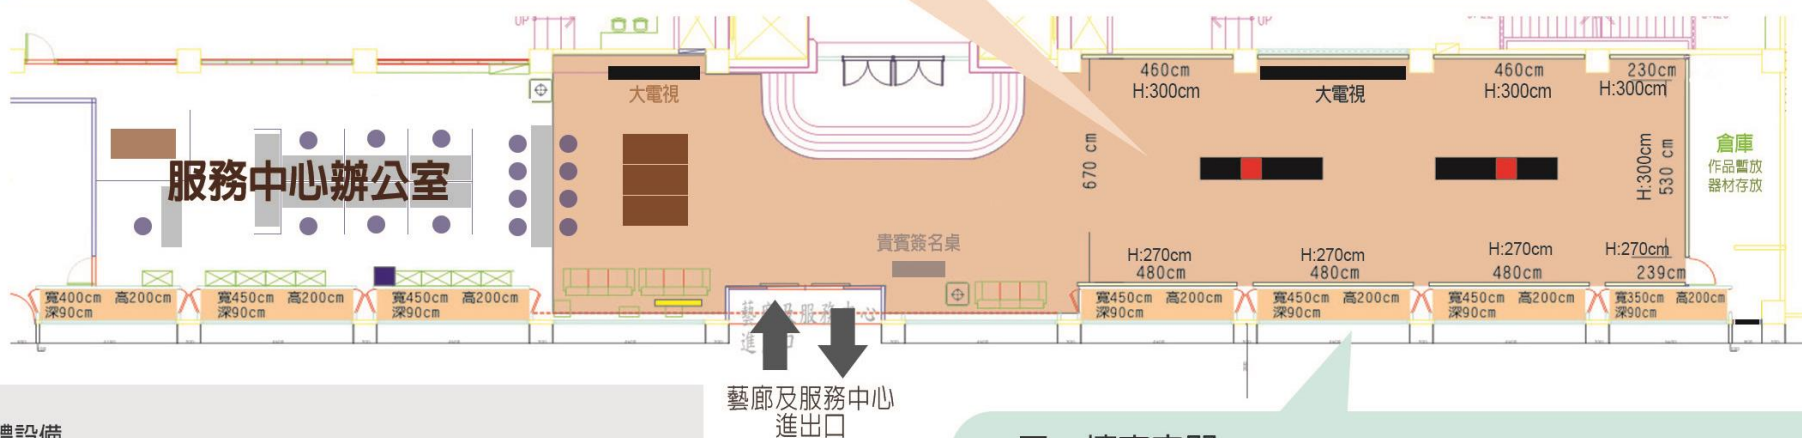 UP
UP
460cm
H:300cm
大電視
460cm
H:300cm
230cm
H:300cm
大電視
670 cm
H:300cm
530 cm
倉庫
作品暫放
器材存放
服務中心辦公室
貴賓簽名桌
H:270cm
480cm
H:270cm
480cm
H:270cm
480cm
H:270cm
239cm
寬400cm 高200cm
深90cm
寬450cm 高200cm
深90cm
寬450cm 高200cm
深90cm
寬450cm 高200cm
深90cm
寬450cm 高200cm
深90cm
寬450cm 高200cm
深90cm
寬350cm 高200cm
深90cm
藝廊及服務中心
進出口